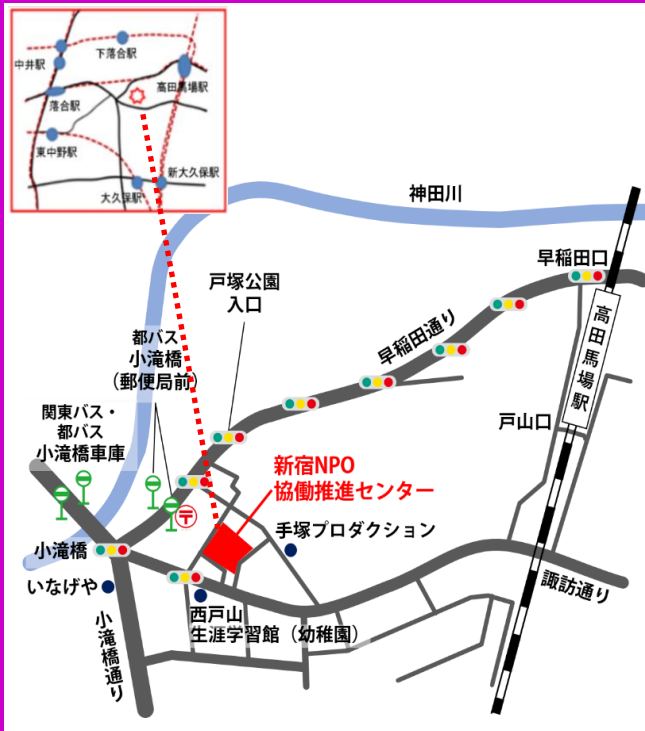 中井駅
下落合駅
高田馬場駅
落合駅
東中野駅
新大久保駅
大久保駅
神田川
早稲田口
戸塚公園
入口
早稲田通り
高田馬場駅
都バス
小滝橋
（郵便局前）
戸山口
関東バス・
都バス
小滝橋車庫
新宿NPO
協働推進センター
〒
手塚プロダクション
小滝橋
いなげや
諏訪通り
西戸山
生涯学習館（幼稚園）
小滝橋通り